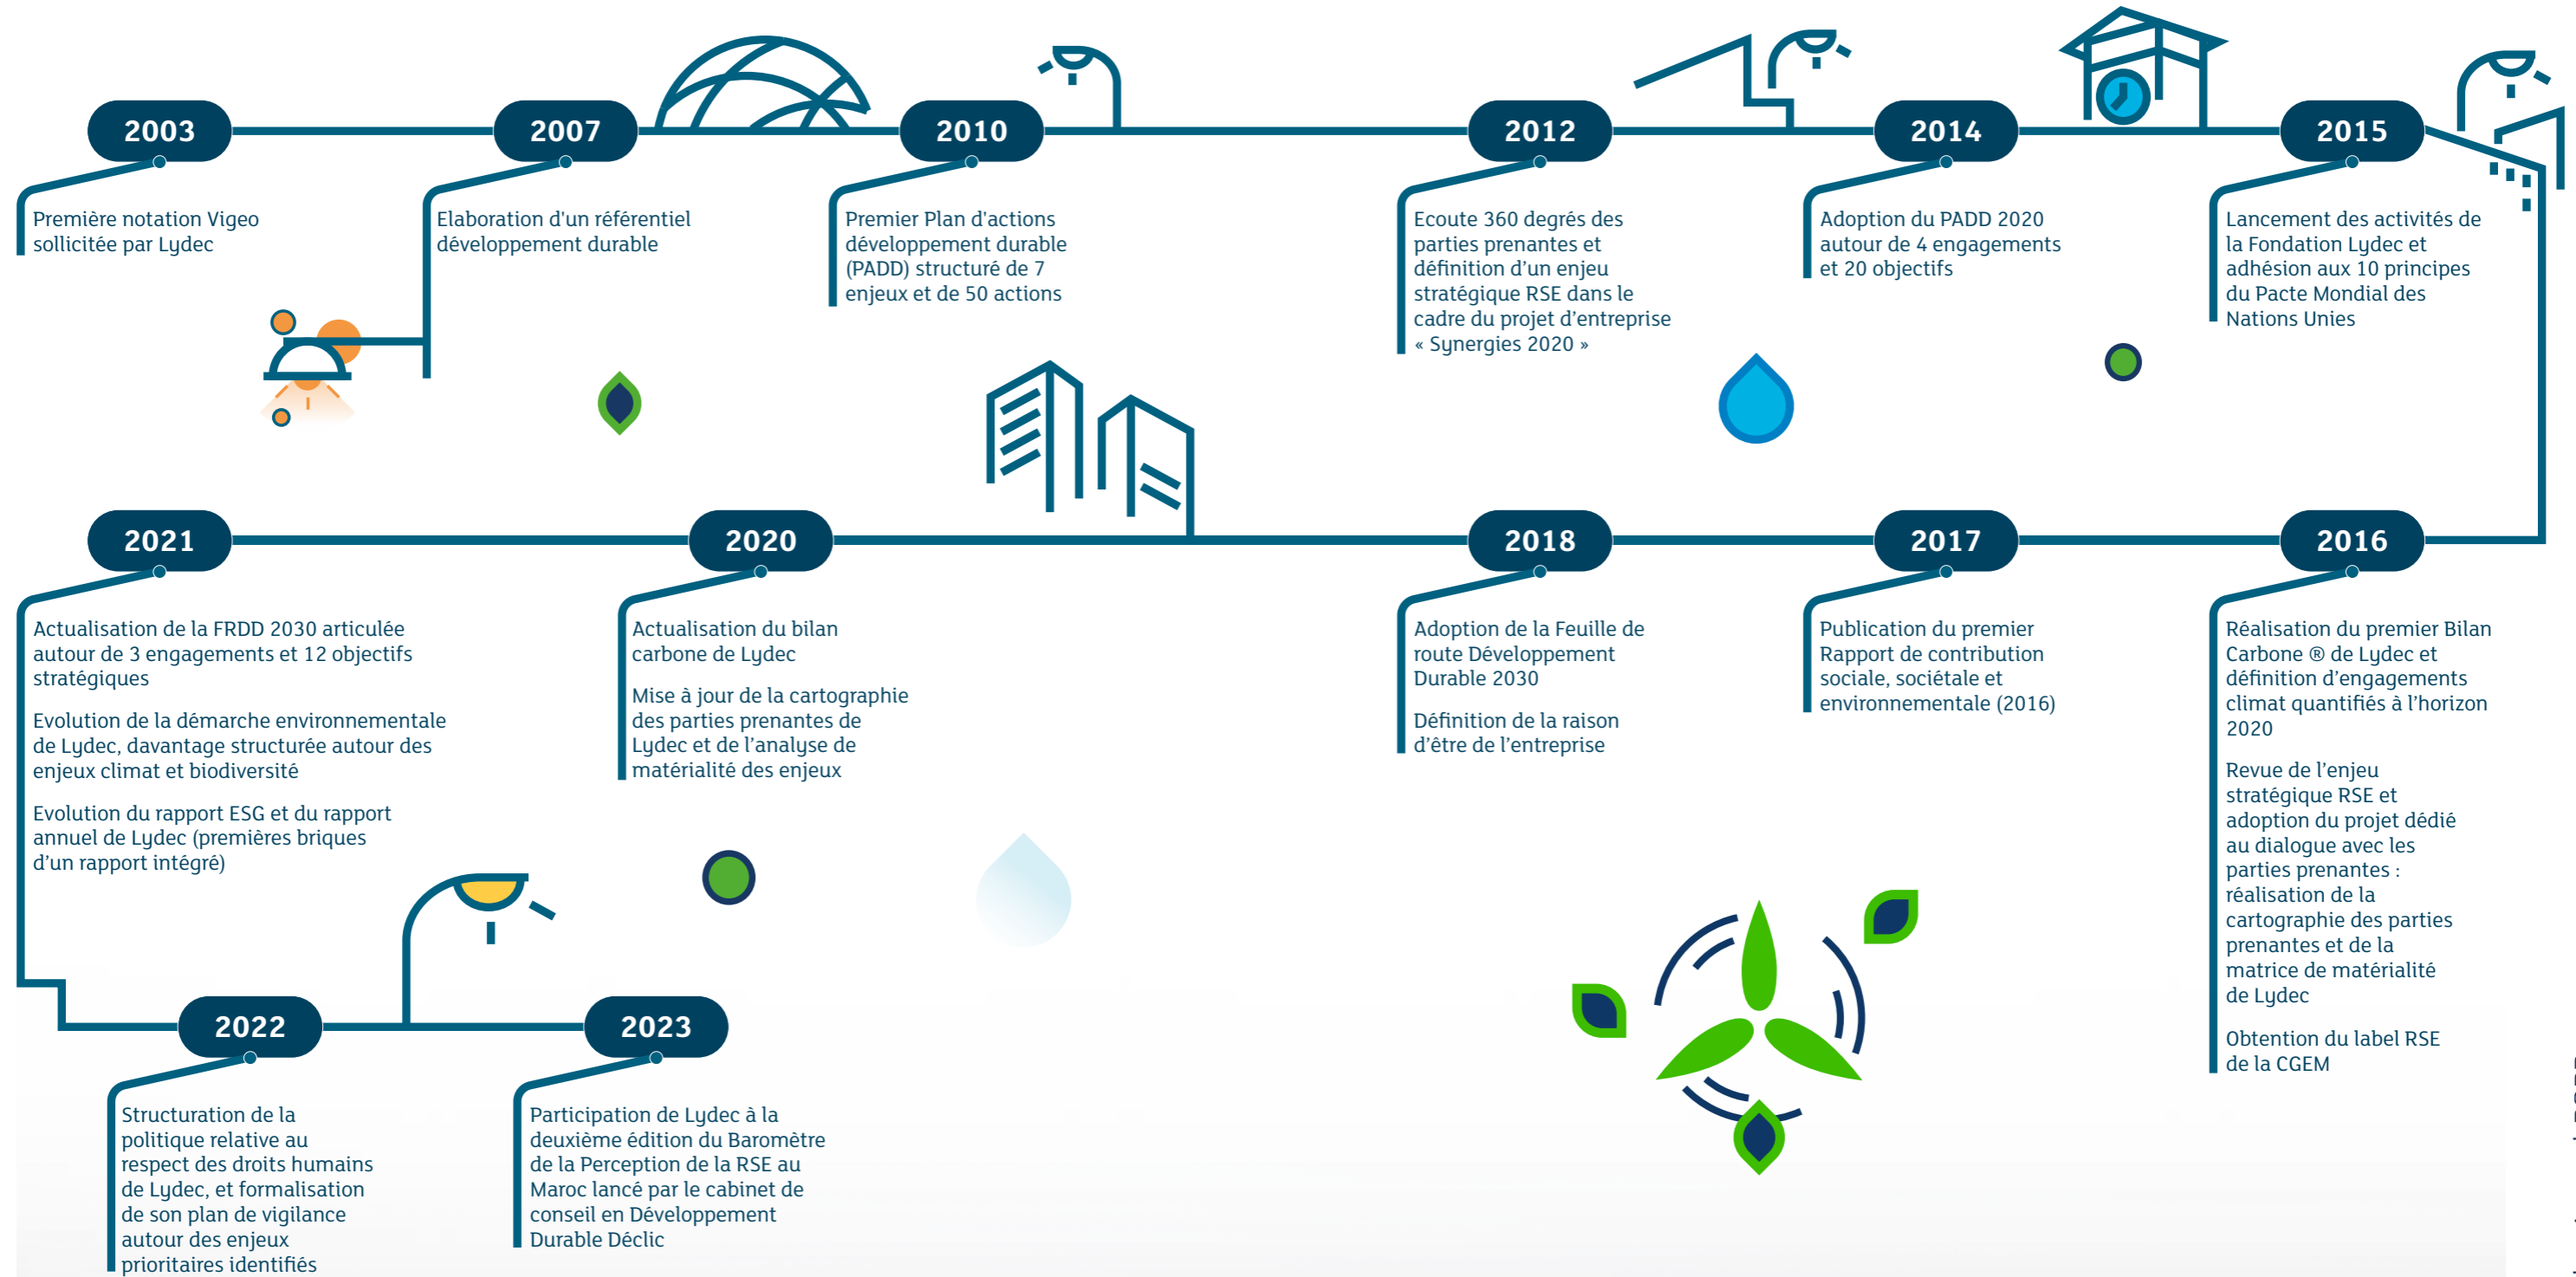 2003
Première notation Vigeo
sollicitée par Lydec
2007
Elaboration d'un référentiel
développement durable
2010
Premier Plan d'actions
développement durable
(PADD) structuré de 7
enjeux et de 50 actions
2012
Ecoute 360 degrés des
parties prenantes et
définition d’un enjeu
stratégique RSE dans le
cadre du projet d’entreprise
« Synergies 2020 »
2014
Adoption du PADD 2020
autour de 4 engagements
et 20 objectifs
2015
Lancement des activités de
la Fondation Lydec et
adhésion aux 10 principes
du Pacte Mondial des
Nations Unies
2016
Réalisation du premier Bilan
Carbone ® de Lydec et
définition d’engagements
climat quantifiés à l’horizon
2020
Revue de l’enjeu
stratégique RSE et
adoption du projet dédié
au dialogue avec les
parties prenantes :
réalisation de la
cartographie des parties
prenantes et de la
matrice de matérialité
de Lydec
Obtention du label RSE
de la CGEM
2017
Publication du premier
Rapport de contribution
sociale, sociétale et
environnementale (2016)
2018
Adoption de la Feuille de
route Développement
Durable 2030
Définition de la raison
d’être de l’entreprise
2020
Actualisation du bilan
carbone de Lydec
Mise à jour de la cartographie
des parties prenantes de
Lydec et de l’analyse de
matérialité des enjeux
2021
Actualisation de la FRDD 2030 articulée
autour de 3 engagements et 12 objectifs
stratégiques
Evolution de la démarche environnementale
de Lydec, davantage structurée autour des
enjeux climat et biodiversité
Evolution du rapport ESG et du rapport
annuel de Lydec (premières briques
d’un rapport intégré)
2022
Structuration de la
politique relative au
respect des droits humains
de Lydec, et formalisation
de son plan de vigilance
autour des enjeux
prioritaires identifiés
2023
Participation de Lydec à la
deuxième édition du Baromètre
de la Perception de la RSE au
Maroc lancé par le cabinet de
conseil en Développement
Durable Déclic